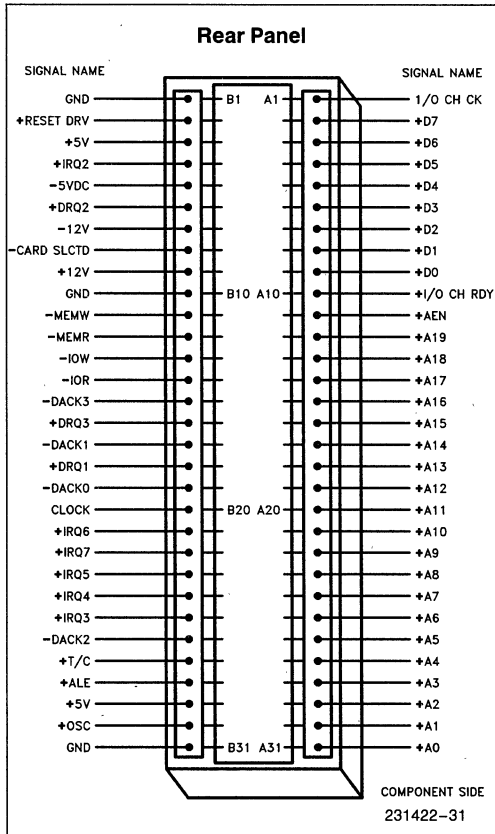 Rear Panel
SIGNAL NAME SIGNAL NAME
GND B1 A1 1/O CH CK
+RESET DRV +D7
+5V +D6
+IRQ2 +D5
-5VDC +D4
+DRQ2 +D3
-12V +D2
-CARD SLCTD +D1
+12V +D0
GND B10 A10 +I/O CH RDY
-MEMW +AEN
-MEMR +A19
-IOW +A18
-IOR +A17
-DACK3 +A16
+DRQ3 +A15
-DACK1 +A14
+DRQ1 +A13
-DACK0 +A12
CLOCK B20 A20 +A11
+IRQ6 +A10
+IRQ7 +A9
+IRQ5 +A8
+IRQ4 +A7
+IRQ3 +A6
-DACK2 +A5
+T/C +A4
+ALE +A3
+5V +A2
+OSC +A1
GND B31 A31 +A0
COMPONENT SIDE
231422-31